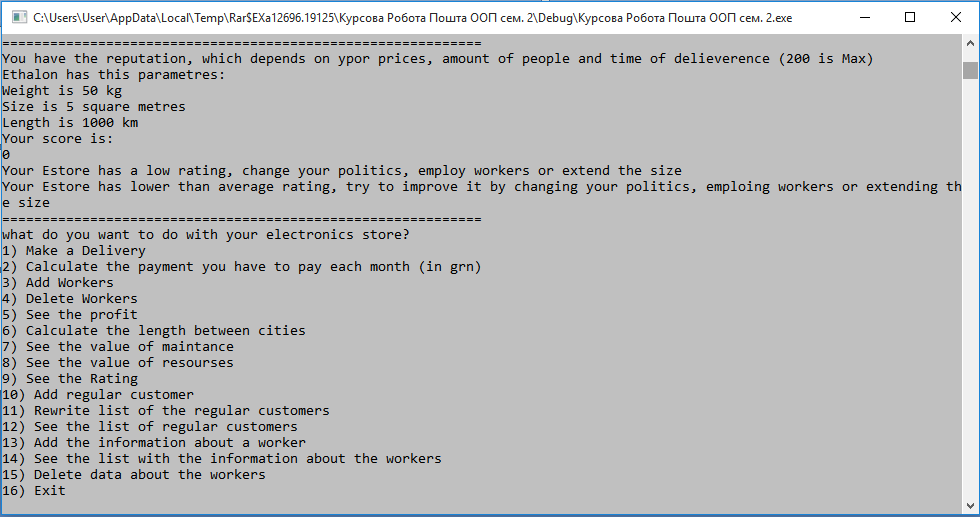 C:\Users\User\AppData\Local\Temp\Rar$EXa12696.19125\Курсова Робота Пошта ООП сем. 2\Debug\Курсова Робота Пошта ООП сем. 2.exe
============================================================
You have the reputation, which depends on ypor prices, amount of people and time of delieverence (200 is Max)
Ethalon has this parametres:
Weight is 50 kg
Size is 5 square metres
Length is 1000 km
Your score is:
0
Your Estore has a low rating, change your politics, employ workers or extend the size
Your Estore has lower than average rating, try to improve it by changing your politics, emploing workers or extending th
e size
============================================================
what do you want to do with your electronics store?
1) Make a Delivery
2) Calculate the payment you have to pay each month (in grn)
3) Add Workers
4) Delete Workers
5) See the profit
6) Calculate the length between cities
7) See the value of maintance
8) See the value of resourses
9) See the Rating
10) Add regular customer
11) Rewrite list of the regular customers
12) See the list of regular customers
13) Add the information about a worker
14) See the list with the information about the workers
15) Delete data about the workers
16) Exit